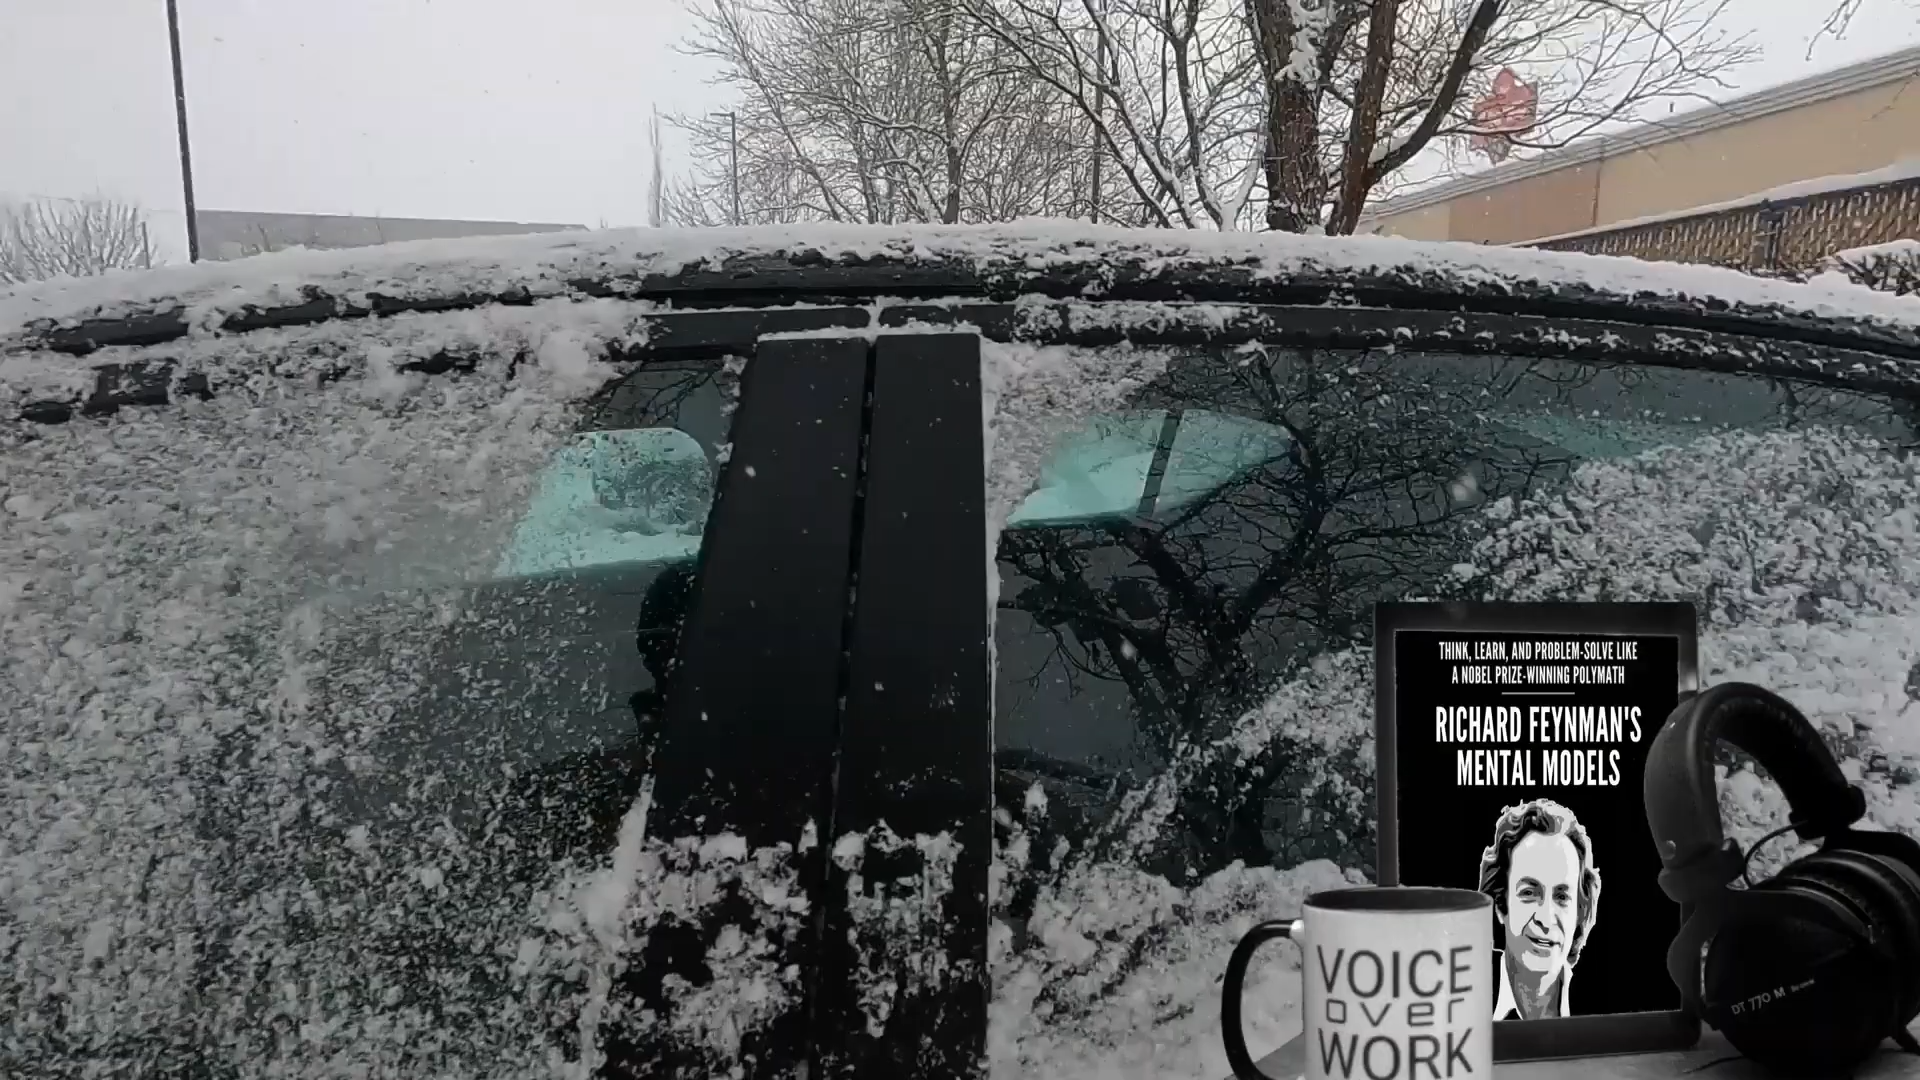 THINK, LEARN, AND PROBLEM-SOLVE LIKE
A NOBEL PRIZE-WINNING POLYMATH
RICHARD FEYNMAN'S
MENTAL MODELS
VOICE
over
WORK
DT 770 M